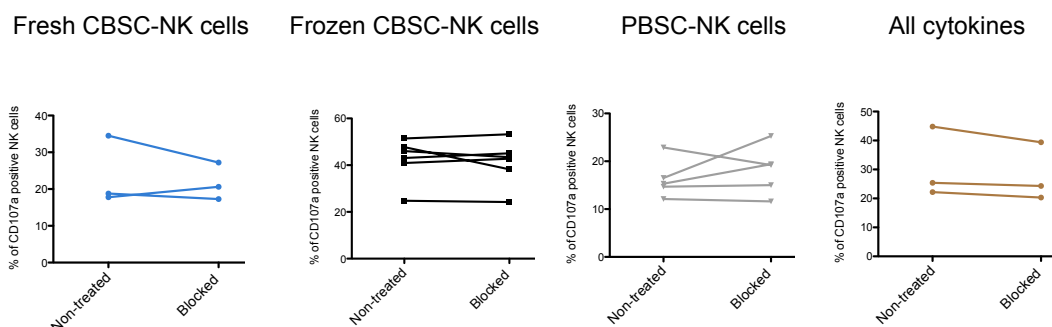 Fresh CBSC-NK cells
Frozen CBSC-NK cells
PBSC-NK cells
All cytokines
% of CD107a positive NK cells
40
30
20
10
0
Non-treated
Blocked
% of CD107a positive NK cells
60
40
20
0
Non-treated
Blocked
% of CD107a positive NK cells
30
20
10
0
Non-treated
Blocked
% of CD107a positive NK cells
50
40
30
20
10
0
Non-treated
Blocked